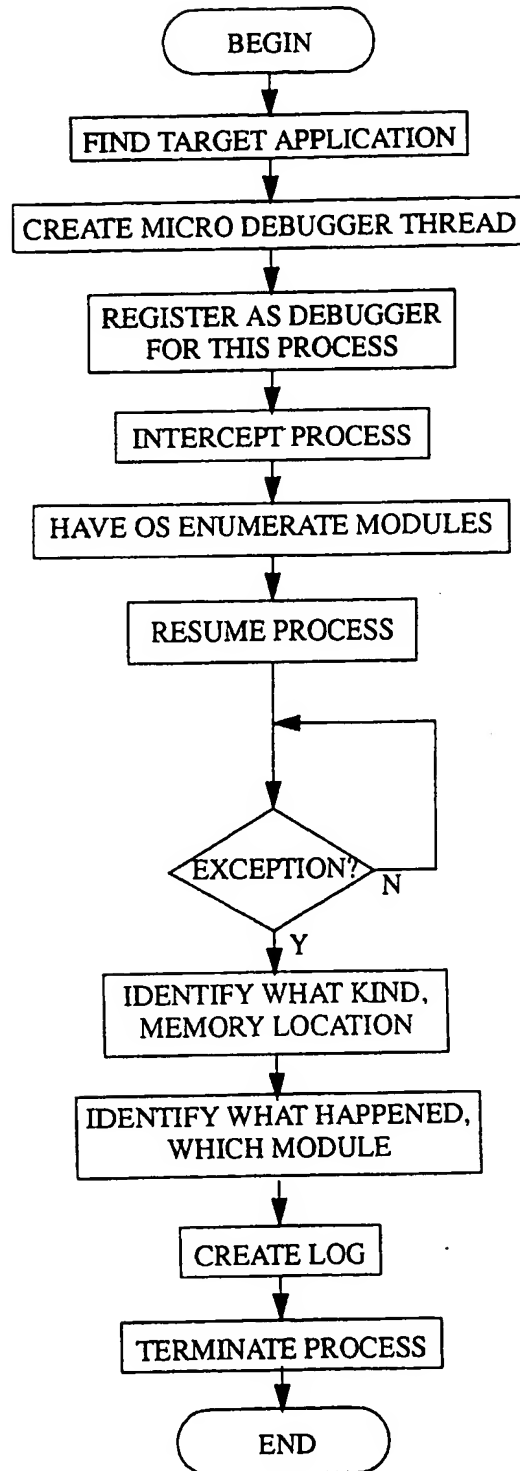 BEGIN
FIND TARGET APPLICATION
CREATE MICRO DEBUGGER THREAD
REGISTER AS DEBUGGER
FOR THIS PROCESS
INTERCEPT PROCESS
HAVE OS ENUMERATE MODULES
RESUME PROCESS
EXCEPTION?
N
Y
IDENTIFY WHAT KIND,
MEMORY LOCATION
IDENTIFY WHAT HAPPENED,
WHICH MODULE
CREATE LOG
TERMINATE PROCESS
END